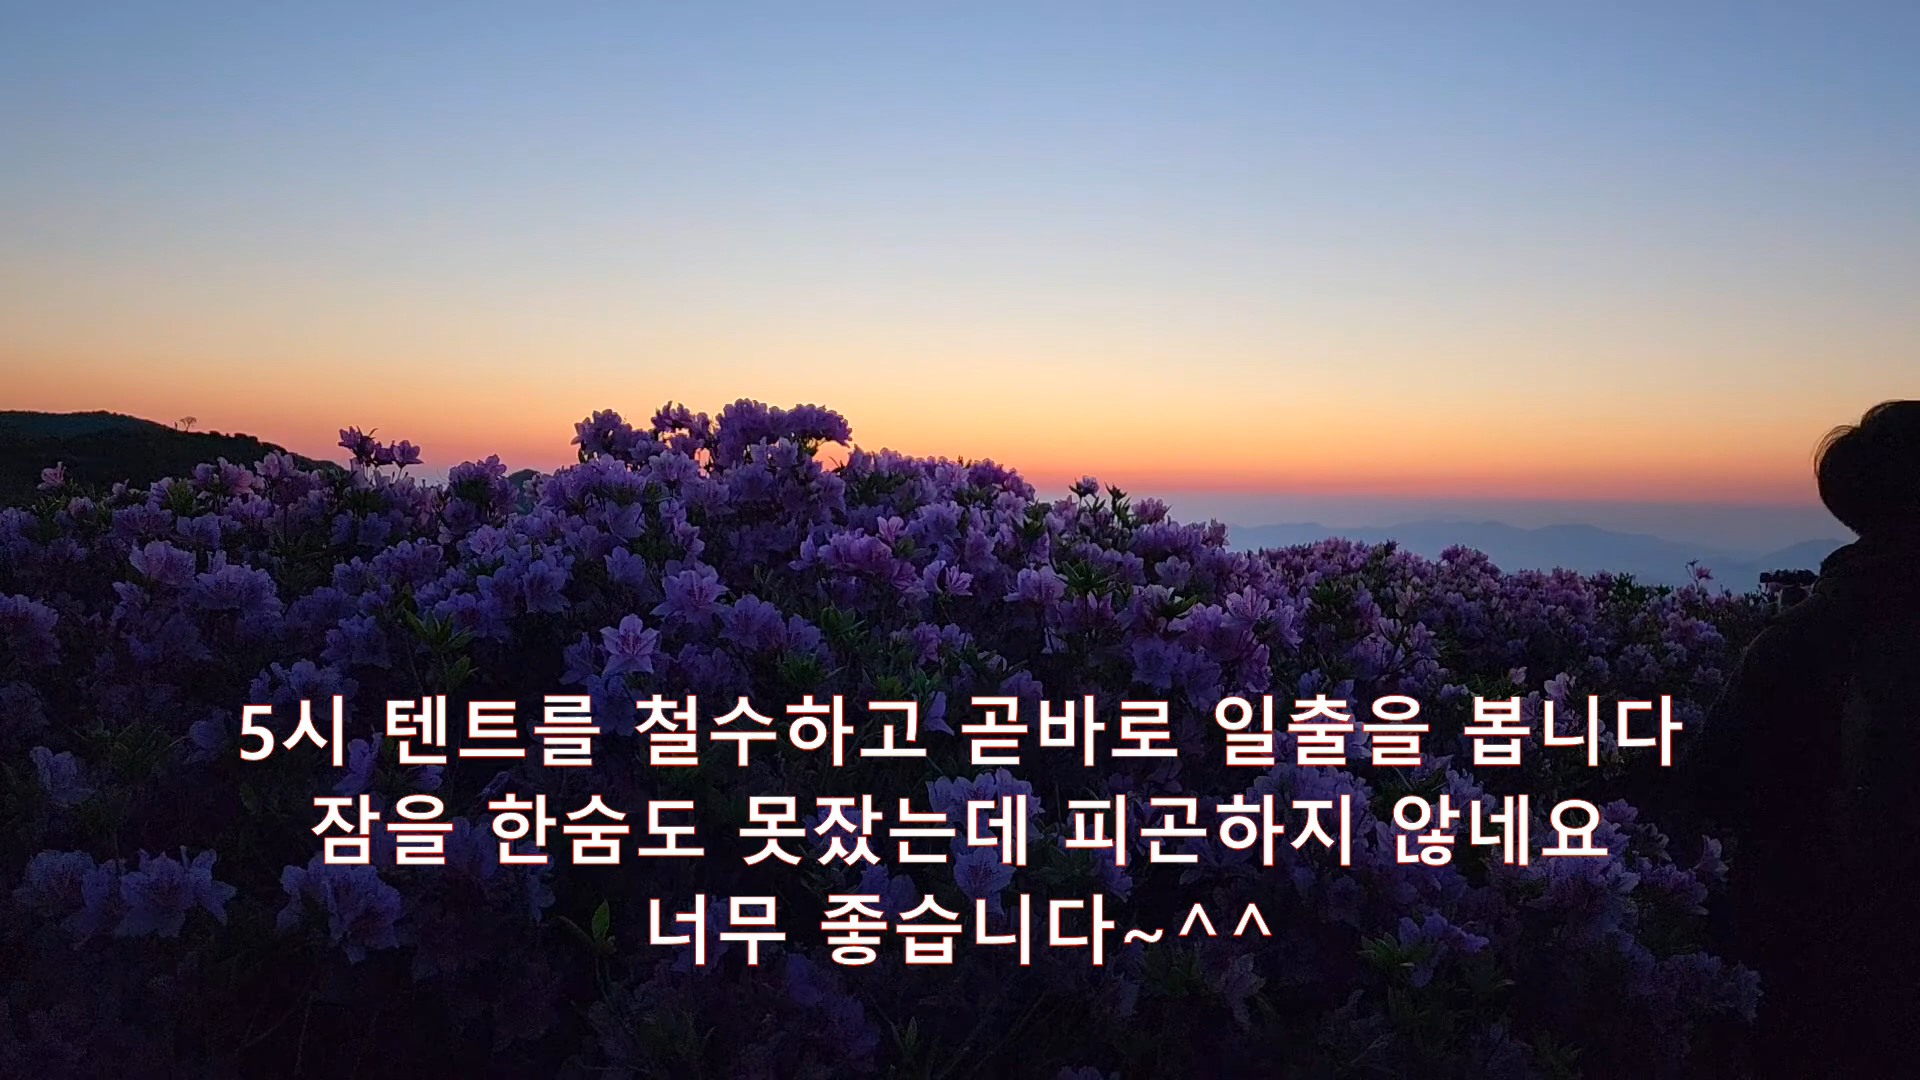 5시 텐트를 철수하고 곧바로 일출을 봅니다
잠을 한숨도 못잤는데 피곤하지 않네요
너무 좋습니다~^^